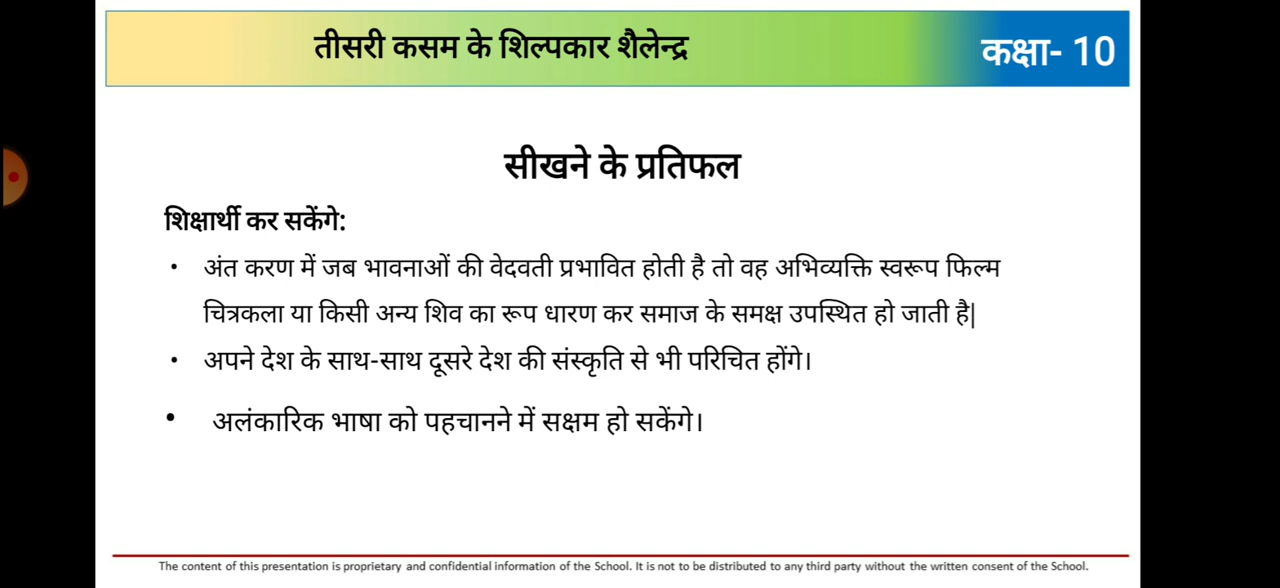 तीसरी कसम के शिल्पकार शैलेन्द्र
कक्षा- 10
सीखने के प्रतिफल
शिक्षार्थी कर सकेंगे:
• अंत करण में जब भावनाओं की वेदवती प्रभावित होती है तो वह अभिव्यक्ति स्वरूप फिल्म
चित्रकला या किसी अन्य शिव का रूप धारण कर समाज के समक्ष उपस्थित हो जाती है|
• अपने देश के साथ-साथ दूसरे देश की संस्कृति से भी परिचित होंगे।
• अलंकारिक भाषा को पहचानने में सक्षम हो सकेंगे।
The content of this presentation is proprietary and confidential information of the School. It is not to be distributed to any third party without the written consent of the School.